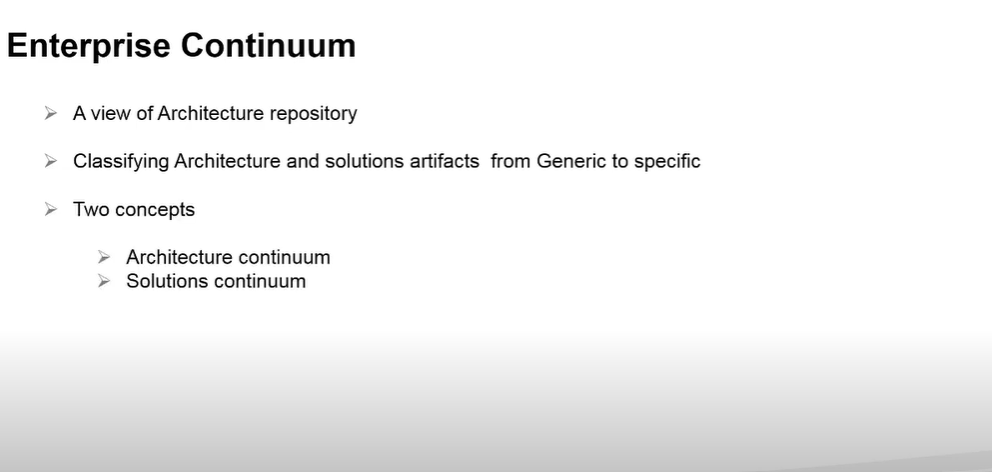 Enterprise Continuum
A view of Architecture repository
Classifying Architecture and solutions artifacts from Generic to specific
Two concepts
Architecture continuum
Solutions continuum